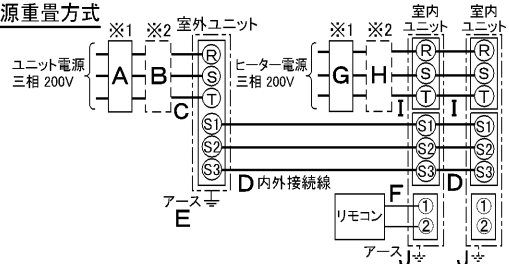 源重畳方式
※1 ※2 室外ユニット
※1 ※2 室内ユニット 室内ユニット
ユニット電源
三相 200V
A
B
C
R
S
T
ヒーター電源
三相 200V
G
H
I
R
S
T
I
R
S
T
S1
S2
S3
S1
S2
S3
S1
S2
S3
D 内外接続線
D
アース
E
リモコン
F
①
②
①
②
アース J
J